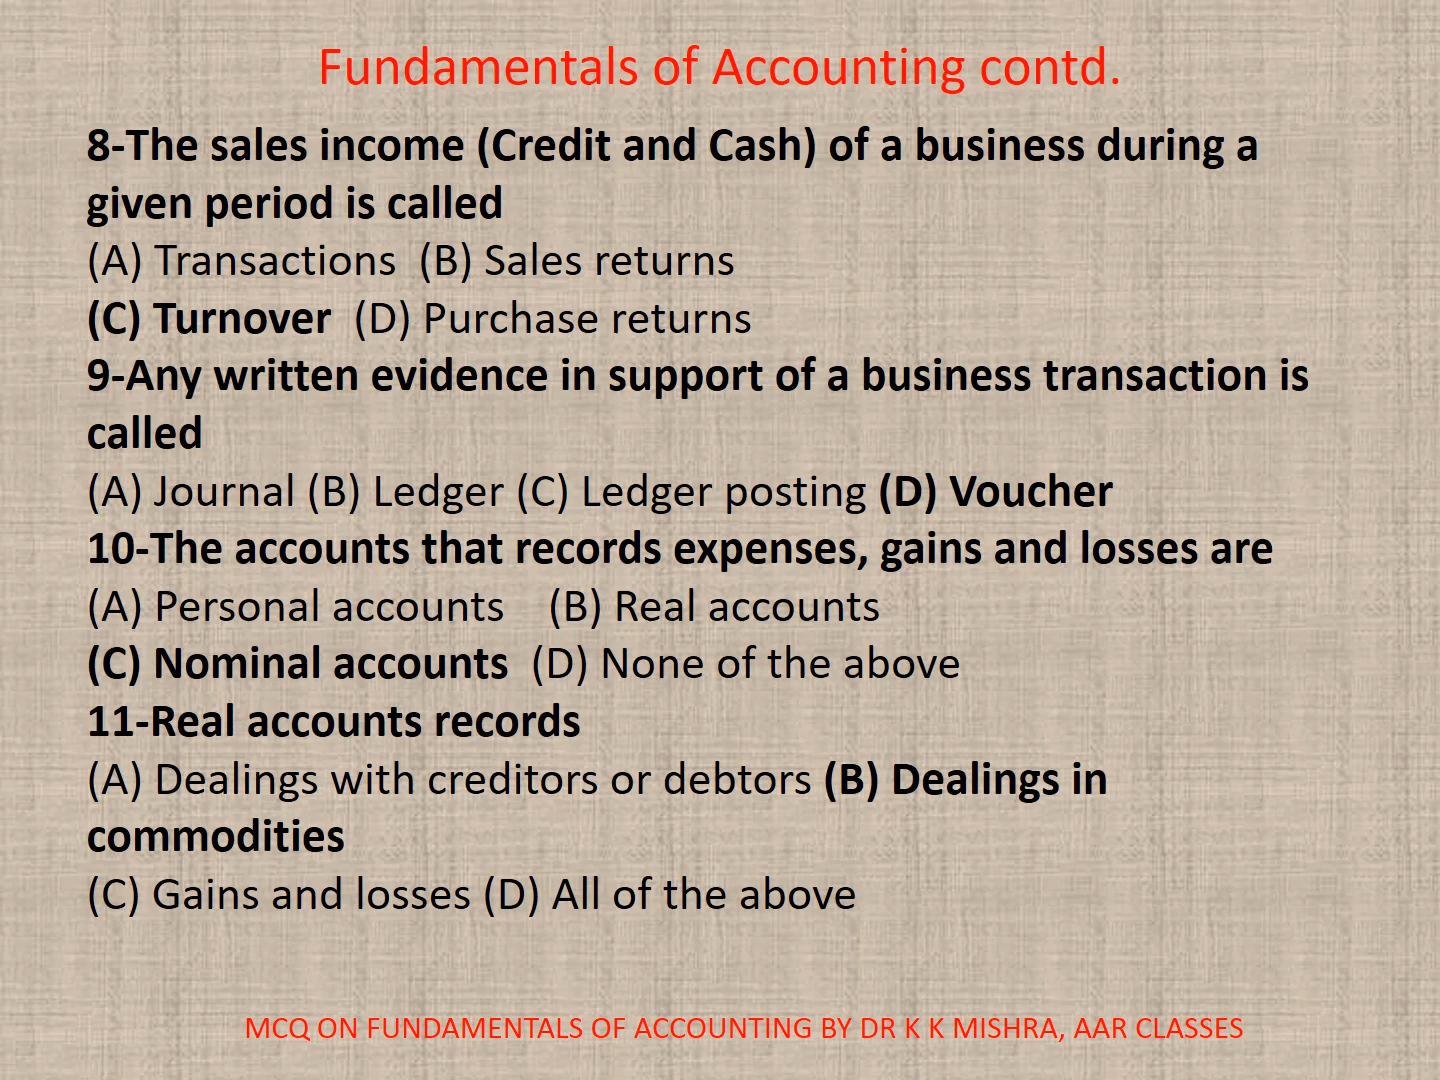 Fundamentals of Accounting contd.
8-The sales income (Credit and Cash) of a business during a
given period is called
(A) Transactions  (B) Sales returns
(C) Turnover  (D) Purchase returns
9-Any written evidence in support of a business transaction is
called
(A) Journal (B) Ledger (C) Ledger posting (D) Voucher
10-The accounts that records expenses, gains and losses are
(A) Personal accounts    (B) Real accounts
(C) Nominal accounts  (D) None of the above
11-Real accounts records
(A) Dealings with creditors or debtors (B) Dealings in
commodities
(C) Gains and losses (D) All of the above
MCQ ON FUNDAMENTALS OF ACCOUNTING BY DR K K MISHRA, AAR CLASSES